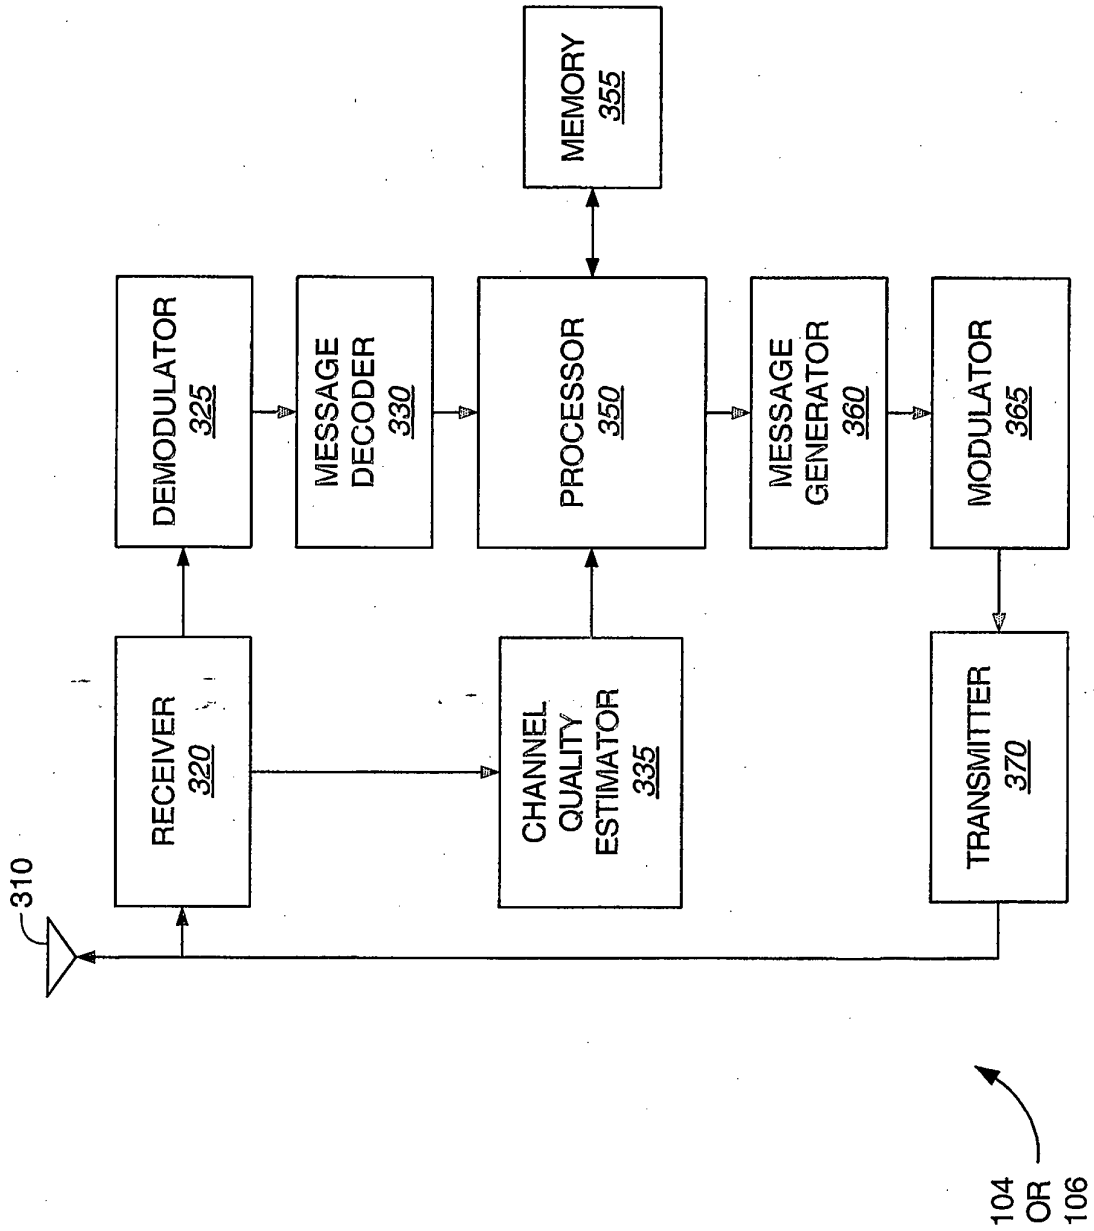 310
RECEIVER
320
DEMODULATOR
325
MESSAGE
DECODER
330
CHANNEL
QUALITY
ESTIMATOR
335
PROCESSOR
350
MEMORY
355
MESSAGE
GENERATOR
360
TRANSMITTER
370
MODULATOR
365
104
OR
106